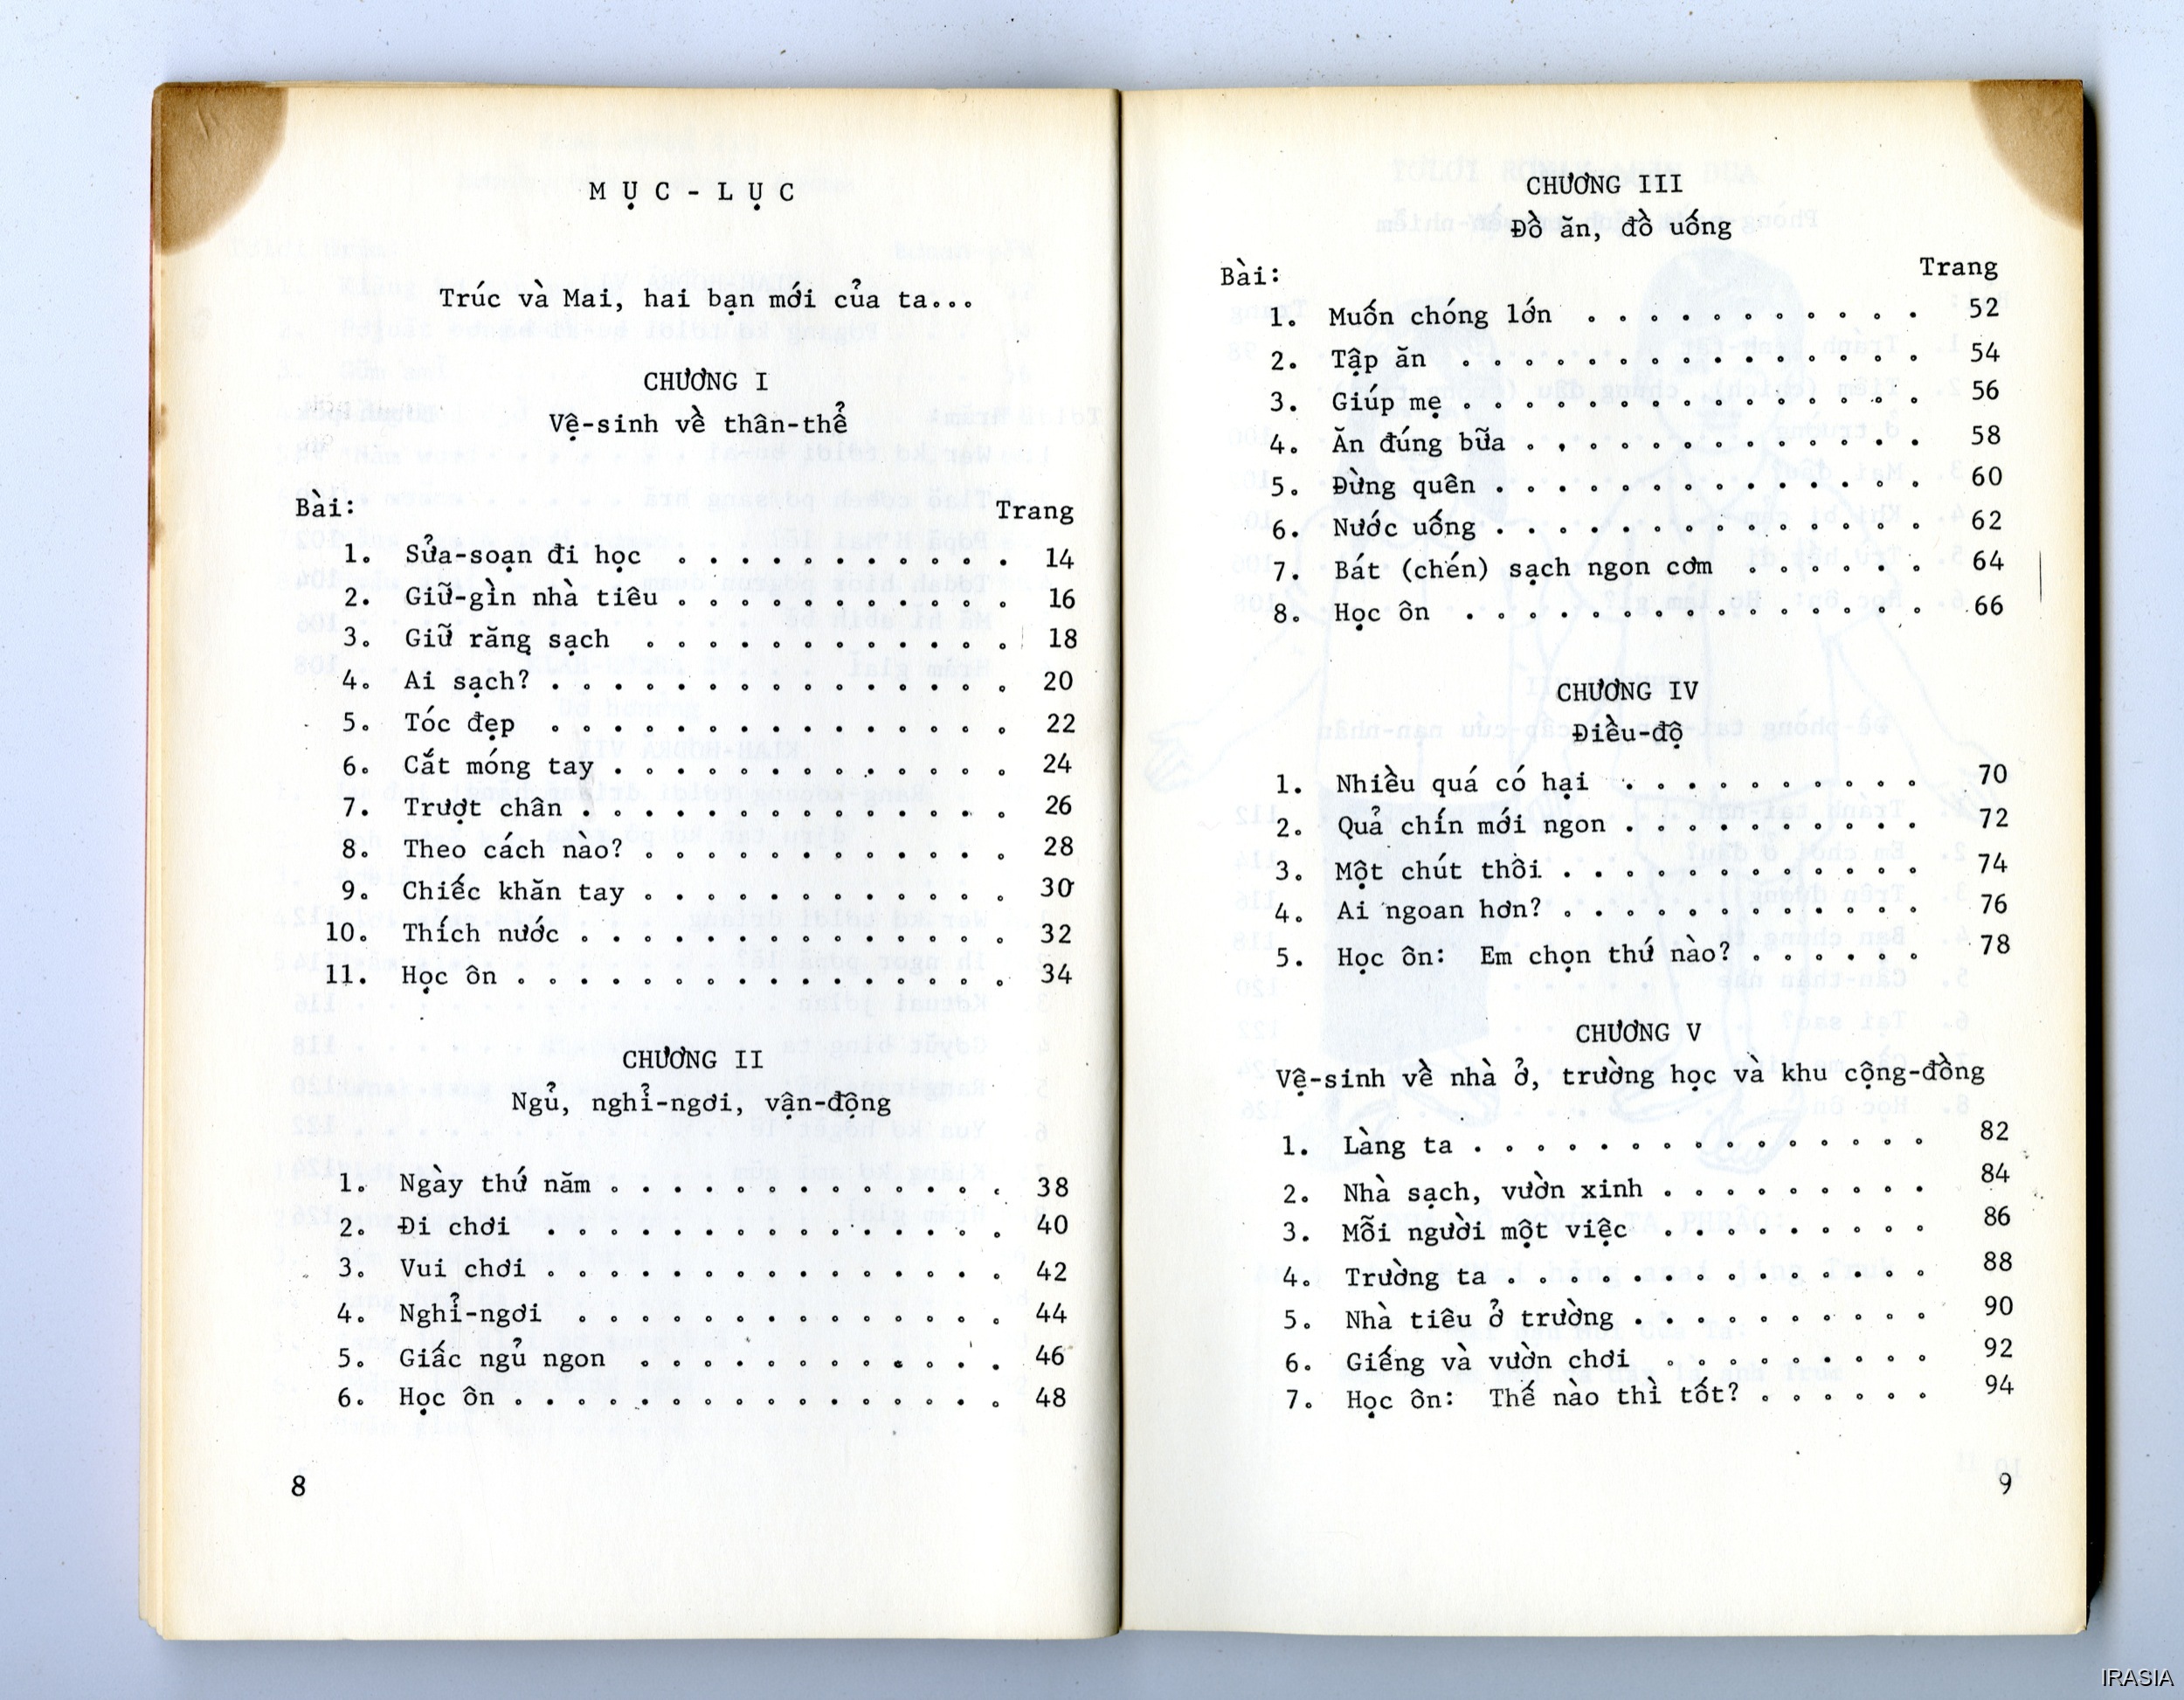 MỤC-LỤC
Trúc và Mai, hai bạn mới của ta...
CHƯƠNG I
Vệ-sinh về thân-thể
Bài: Trang
1. Sửa-soạn đi học . . . . . . . . . . . 14
2. Giữ-gìn nhà tiêu . . . . . . . . . . . 16
3. Giữ răng sạch . . . . . . . . . . . . 18
4. Ai sạch? . . . . . . . . . . . . . . . 20
5. Tóc đẹp . . . . . . . . . . . . . . . 22
6. Cắt móng tay . . . . . . . . . . . . . 24
7. Trượt chân . . . . . . . . . . . . . . 26
8. Theo cách nào? . . . . . . . . . . . . 28
9. Chiếc khăn tay . . . . . . . . . . . . 30
10. Thích nước . . . . . . . . . . . . . . 32
11. Học ôn . . . . . . . . . . . . . . . . 34
CHƯƠNG II
Ngủ, nghỉ-ngơi, vận-động
1. Ngày thứ năm . . . . . . . . . . . . . 38
2. Đi chơi . . . . . . . . . . . . . . . 40
3. Vui chơi . . . . . . . . . . . . . . . 42
4. Nghỉ-ngơi . . . . . . . . . . . . . . 44
5. Giấc ngủ ngon . . . . . . . . . . . . 46
6. Học ôn . . . . . . . . . . . . . . . . 48
8
CHƯƠNG III
Đồ ăn, đồ uống
Bài: Trang
1. Muốn chóng lớn . . . . . . . . . . . 52
2. Tập ăn . . . . . . . . . . . . . . . 54
3. Giúp mẹ . . . . . . . . . . . . . . . 56
4. Ăn đúng bữa . . . . . . . . . . . . . 58
5. Đừng quên . . . . . . . . . . . . . . 60
6. Nước uống . . . . . . . . . . . . . . 62
7. Bát (chén) sạch ngon cơm . . . . . . 64
8. Học ôn . . . . . . . . . . . . . . . 66
CHƯƠNG IV
Điều-độ
1. Nhiều quá có hại . . . . . . . . . . 70
2. Quả chín mới ngon . . . . . . . . . . 72
3. Một chút thôi . . . . . . . . . . . . 74
4. Ai ngoan hơn? . . . . . . . . . . . . 76
5. Học ôn: Em chọn thứ nào? . . . . . . 78
CHƯƠNG V
Vệ-sinh về nhà ở, trường học và khu cộng-đồng
1. Làng ta . . . . . . . . . . . . . . . 82
2. Nhà sạch, vườn xinh . . . . . . . . . 84
3. Mỗi người một việc . . . . . . . . . 86
4. Trường ta . . . . . . . . . . . . . . 88
5. Nhà tiêu ở trường . . . . . . . . . . 90
6. Giếng và vườn chơi . . . . . . . . . 92
7. Học ôn: Thế nào thì tốt? . . . . . . 94
9
IRASIA